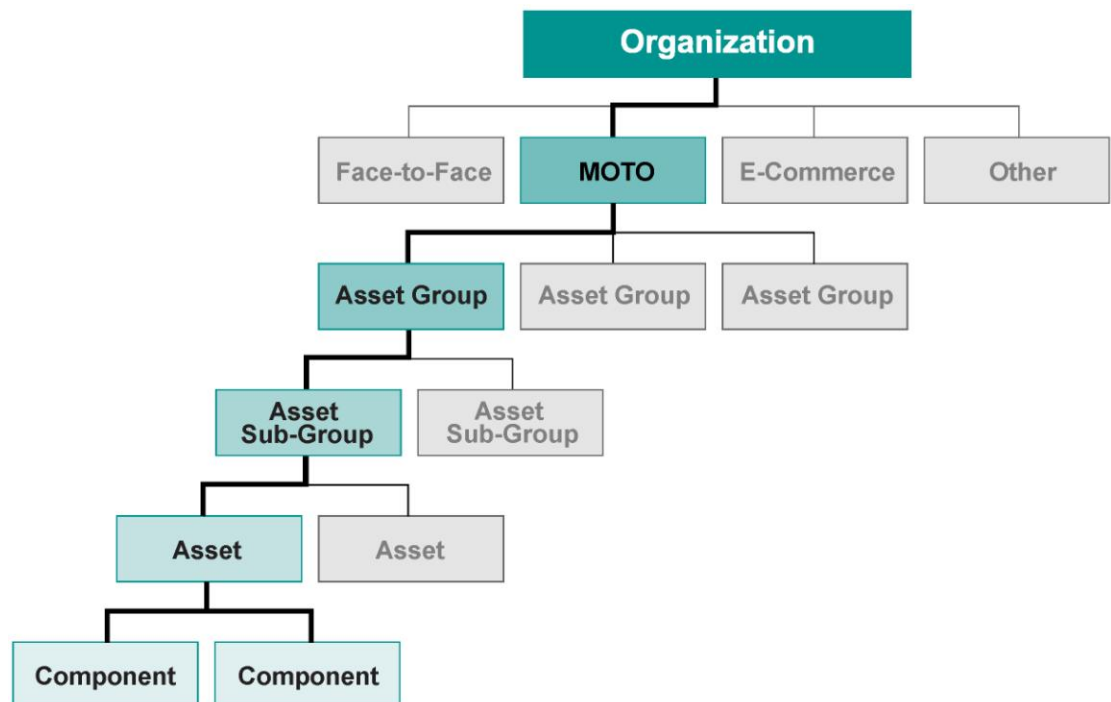 Organization
Face-to-Face
MOTO
E-Commerce
Other
Asset Group
Asset Group
Asset Group
Asset
Sub-Group
Asset
Sub-Group
Asset
Asset
Component
Component